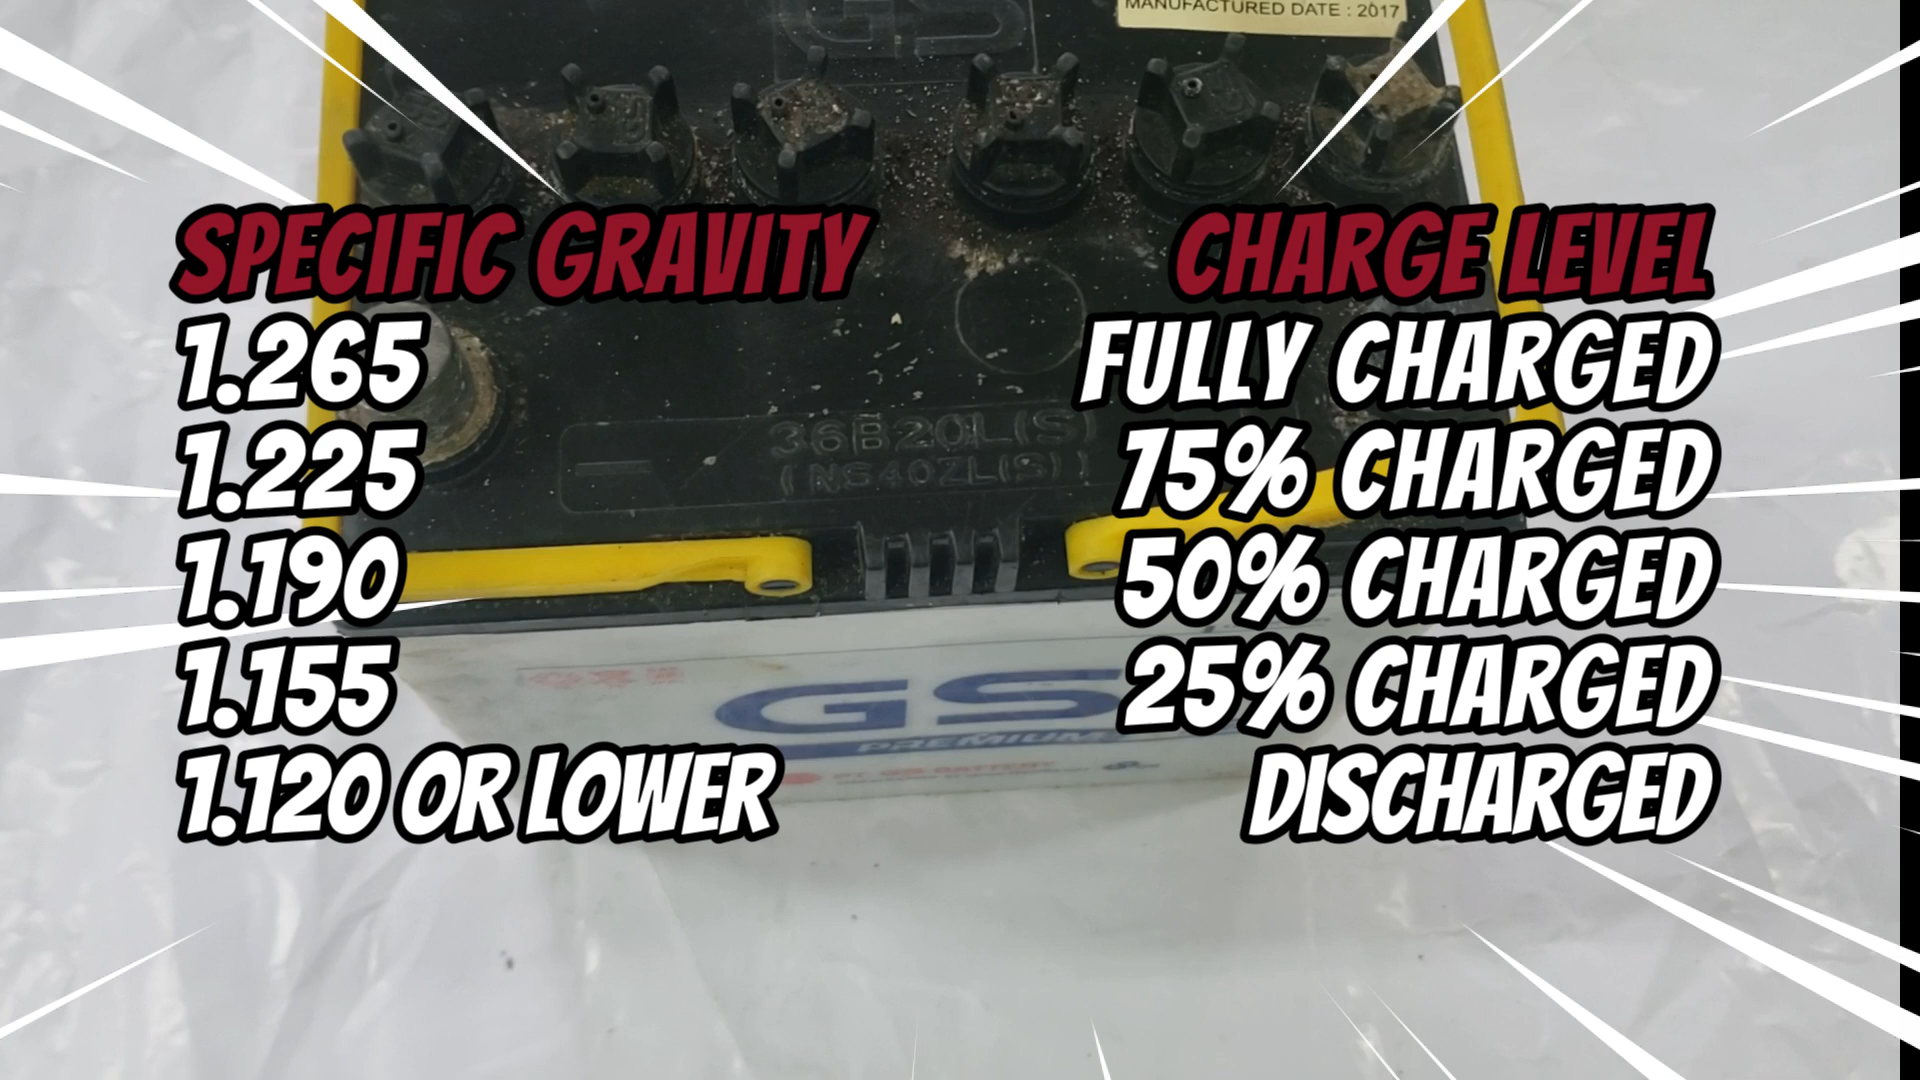 MANUFACTURED DATE : 2017
GS
SPECIFIC GRAVITY CHARGE LEVEL
1.265 FULLY CHARGED
36B20L(S)
(NS40ZL(S))
1.225 75% CHARGED
1.190 50% CHARGED
1.155 25% CHARGED
GS
PREMIUM
1.120 OR LOWER DISCHARGED